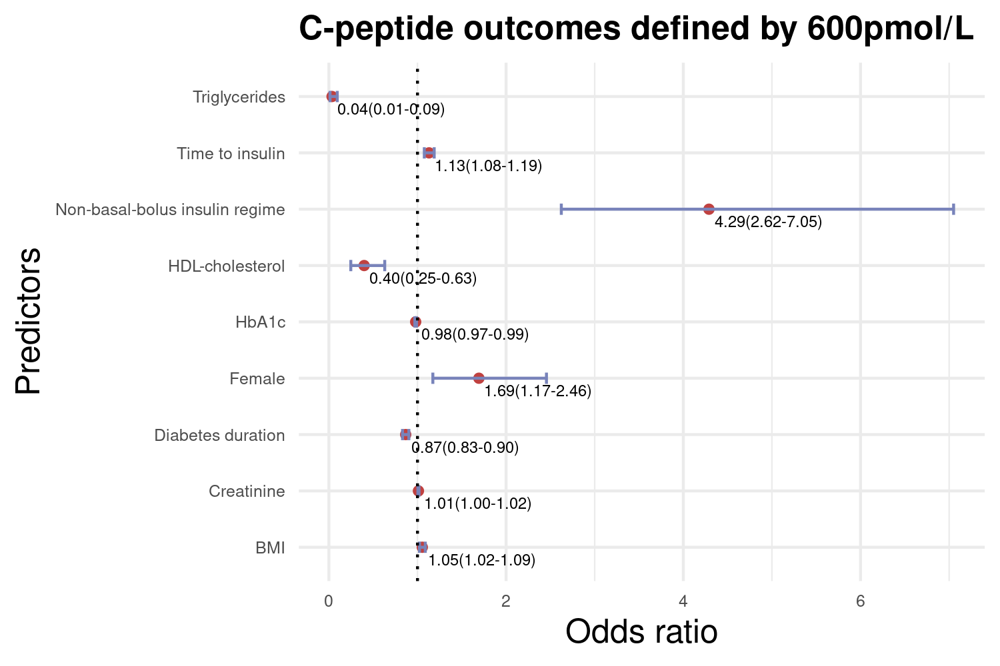 C-peptide outcomes defined by 600pmol/L
Predictors
Triglycerides
0.04(0.01-0.09)
Time to insulin
1.13(1.08-1.19)
Non-basal-bolus insulin regime
4.29(2.62-7.05)
HDL-cholesterol
0.40(0.25-0.63)
HbA1c
0.98(0.97-0.99)
Female
1.69(1.17-2.46)
Diabetes duration
0.87(0.83-0.90)
Creatinine
1.01(1.00-1.02)
BMI
1.05(1.02-1.09)
0 2 4 6
Odds ratio